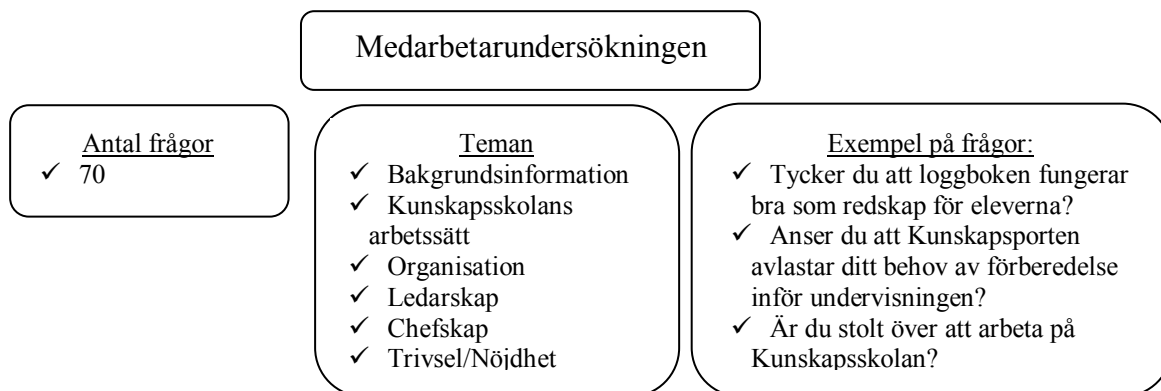 Medarbetarundersökningen
Antal frågor
✓ 70
Teman
✓ Bakgrundsinformation
✓ Kunskapsskolans
arbetssätt
✓ Organisation
✓ Ledarskap
✓ Chefskap
✓ Trivsel/Nöjdhet
Exempel på frågor:
✓ Tycker du att loggboken fungerar
bra som redskap för eleverna?
✓ Anser du att Kunskapsporten
avlastar ditt behov av förberedelse
inför undervisningen?
✓ Är du stolt över att arbeta på
Kunskapsskolan?